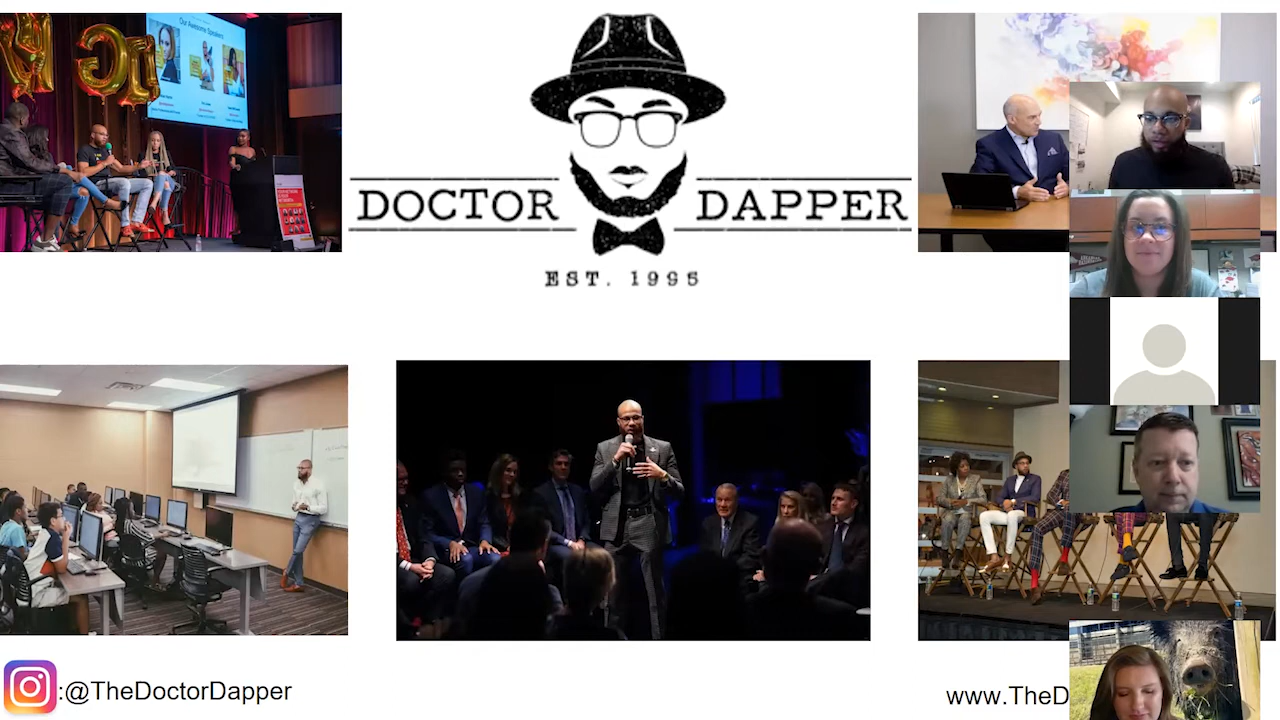 Our Awesome Speakers
DOCTOR DAPPER
EST. 1995
:@TheDoctorDapper
www.TheD